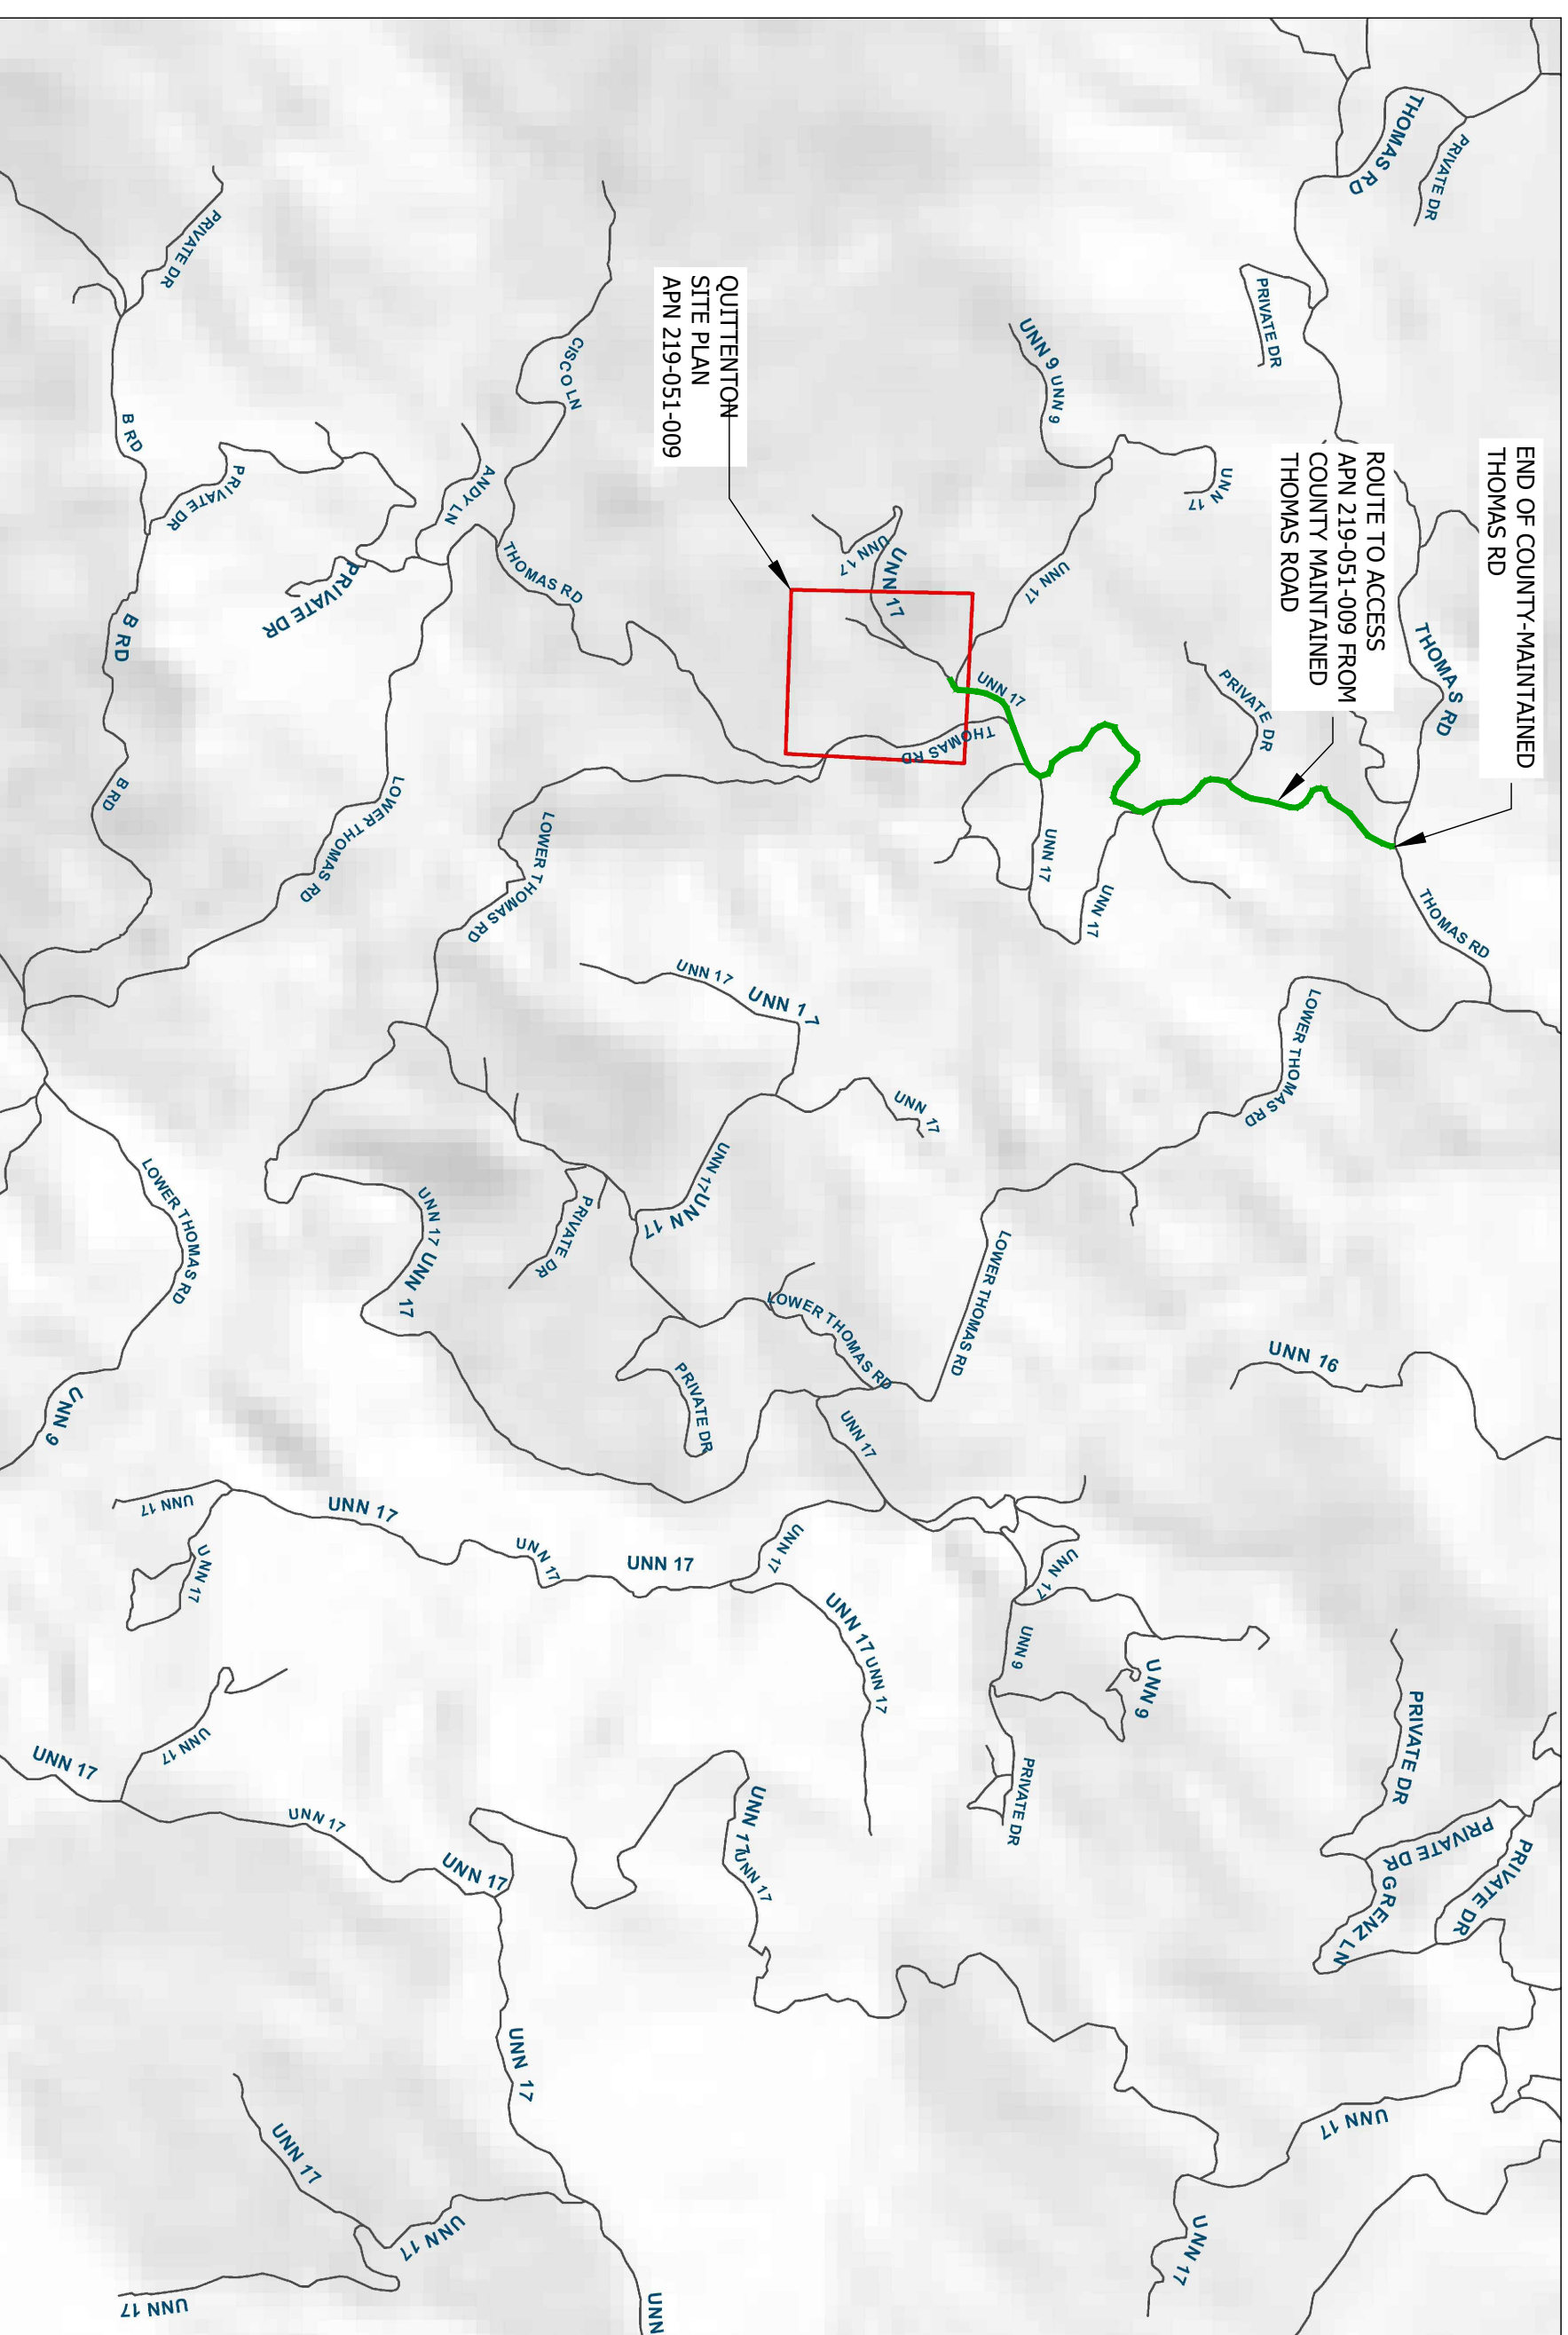 END OF COUNTY-MAINTAINED
THOMAS RD
ROUTE TO ACCESS
APN 219-051-009 FROM
COUNTY MAINTAINED
THOMAS ROAD
QUITTENTON
SITE PLAN
APN 219-051-009
THOMAS RD
PRIVATE DR
PRIVATE DR
THOMAS RD
THOMAS RD
LOWER THOMAS RD
UNN 16
PRIVATE DR
PRIVATE DR
PRIVATE DR
GRENZ LN
UNN 17
UNN 17
UNN 17
PRIVATE DR
UNN 9
UNN 9
UNN 17
UNN 17
UNN 17
THOMAS RD
UNN 17
UNN 17
LOWER THOMAS RD
UNN 17
UNN 9
UNN 9
PRIVATE DR
UNN 17
UNN 17
UNN 17
LOWER THOMAS RD
UNN 17
UNN 17
UNN 17
UNN 17
UNN 17
UNN 17
UNN 17
UNN 17
UNN 17
PRIVATE DR
UNN 17
UNN 17
UNN
CISCO LN
THOMAS RD
LOWER THOMAS RD
PRIVATE DR
UNN 17
UNN 17
ANDY LN
UNN 17
UNN 17
UNN 17
UNN 17
UNN 17
PRIVATE DR
LOWER THOMAS RD
UNN 17
UNN 17
UNN 17
PRIVATE DR
PRIVATE DR
LOWER THOMAS RD
UNN 17
UNN 17
UNN 17
UNN 17
B RD
B RD
B RD
UNN 9
UNN 17